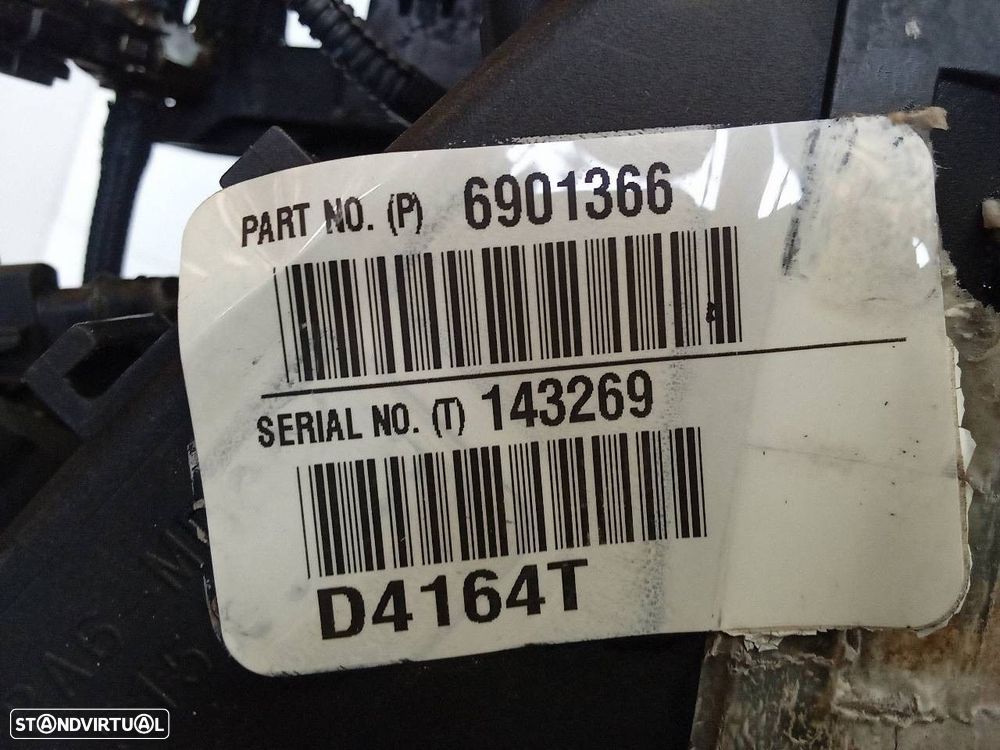 PART NO. (P) 6901366
SERIAL NO. (T) 143269
D4164T
STANDVIRTUAL